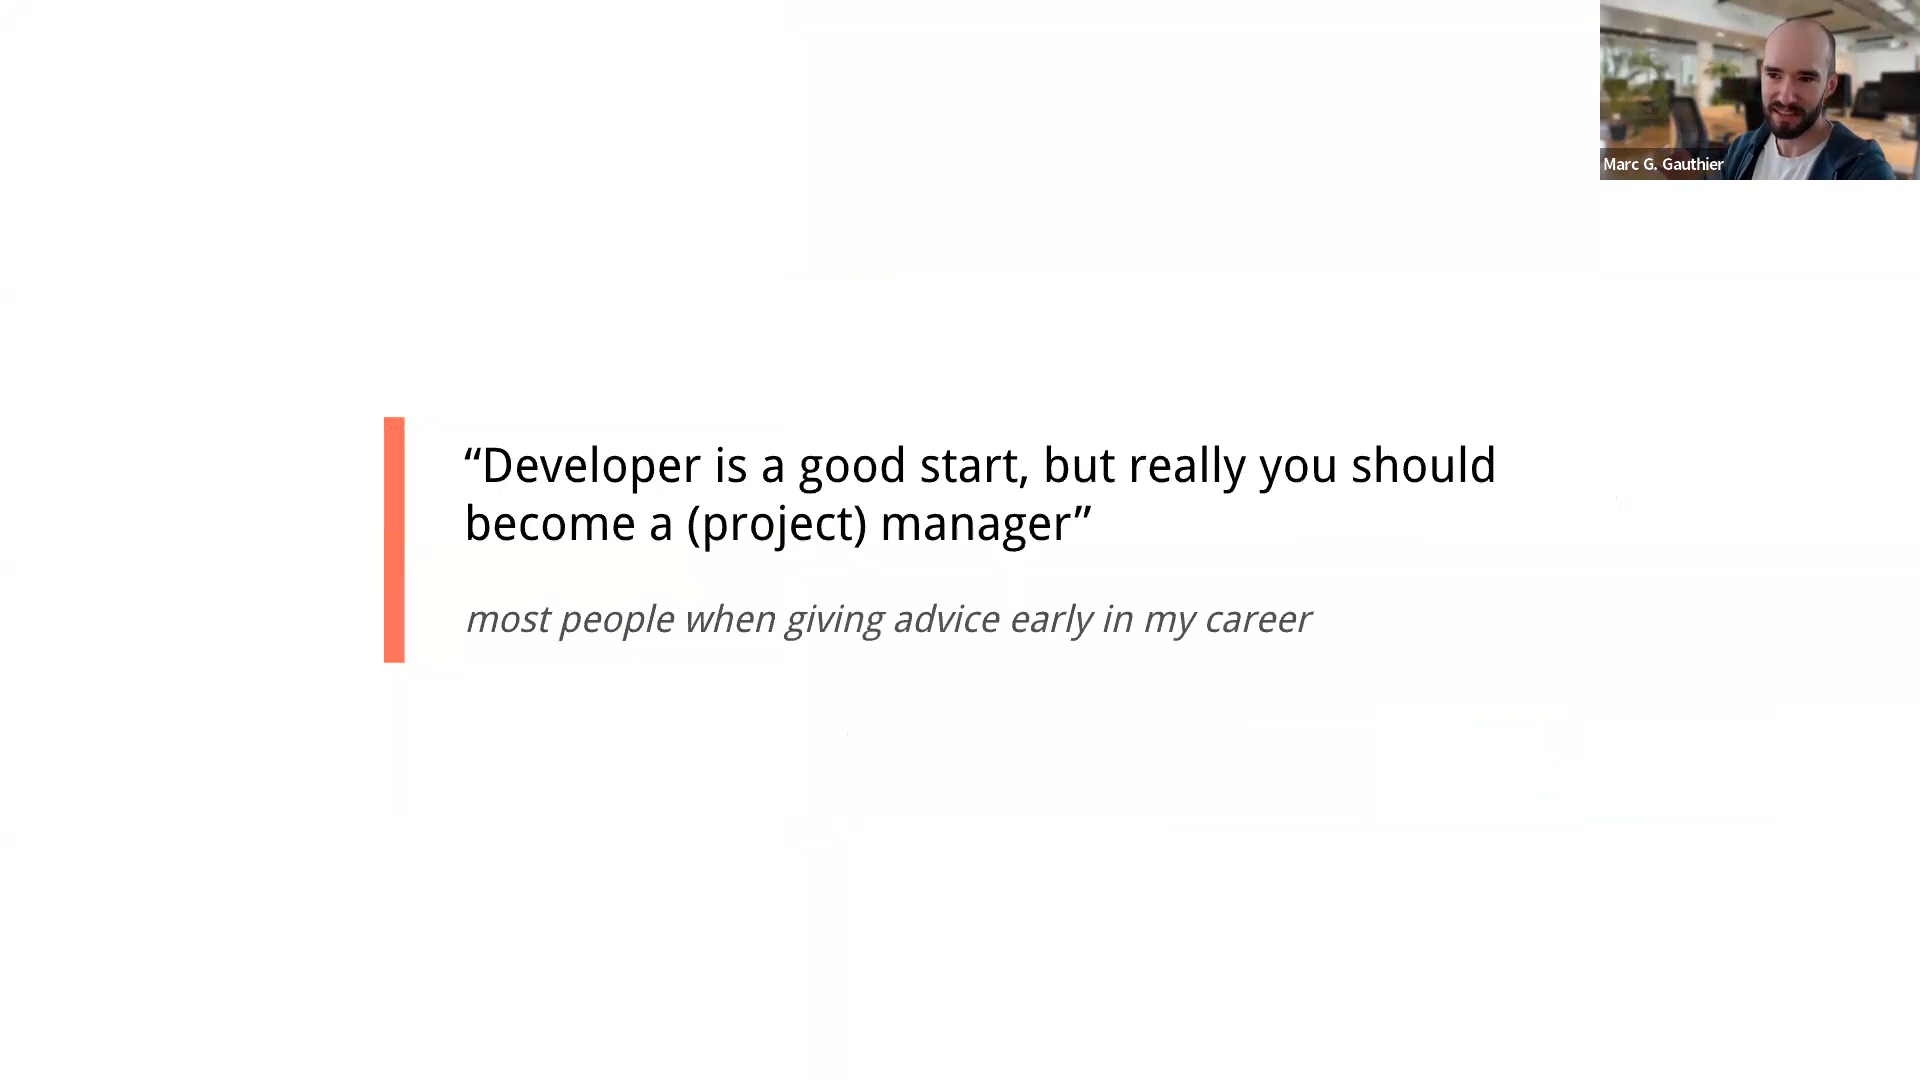 Marc G. Gauthier
“Developer is a good start, but really you should
become a (project) manager”
most people when giving advice early in my career